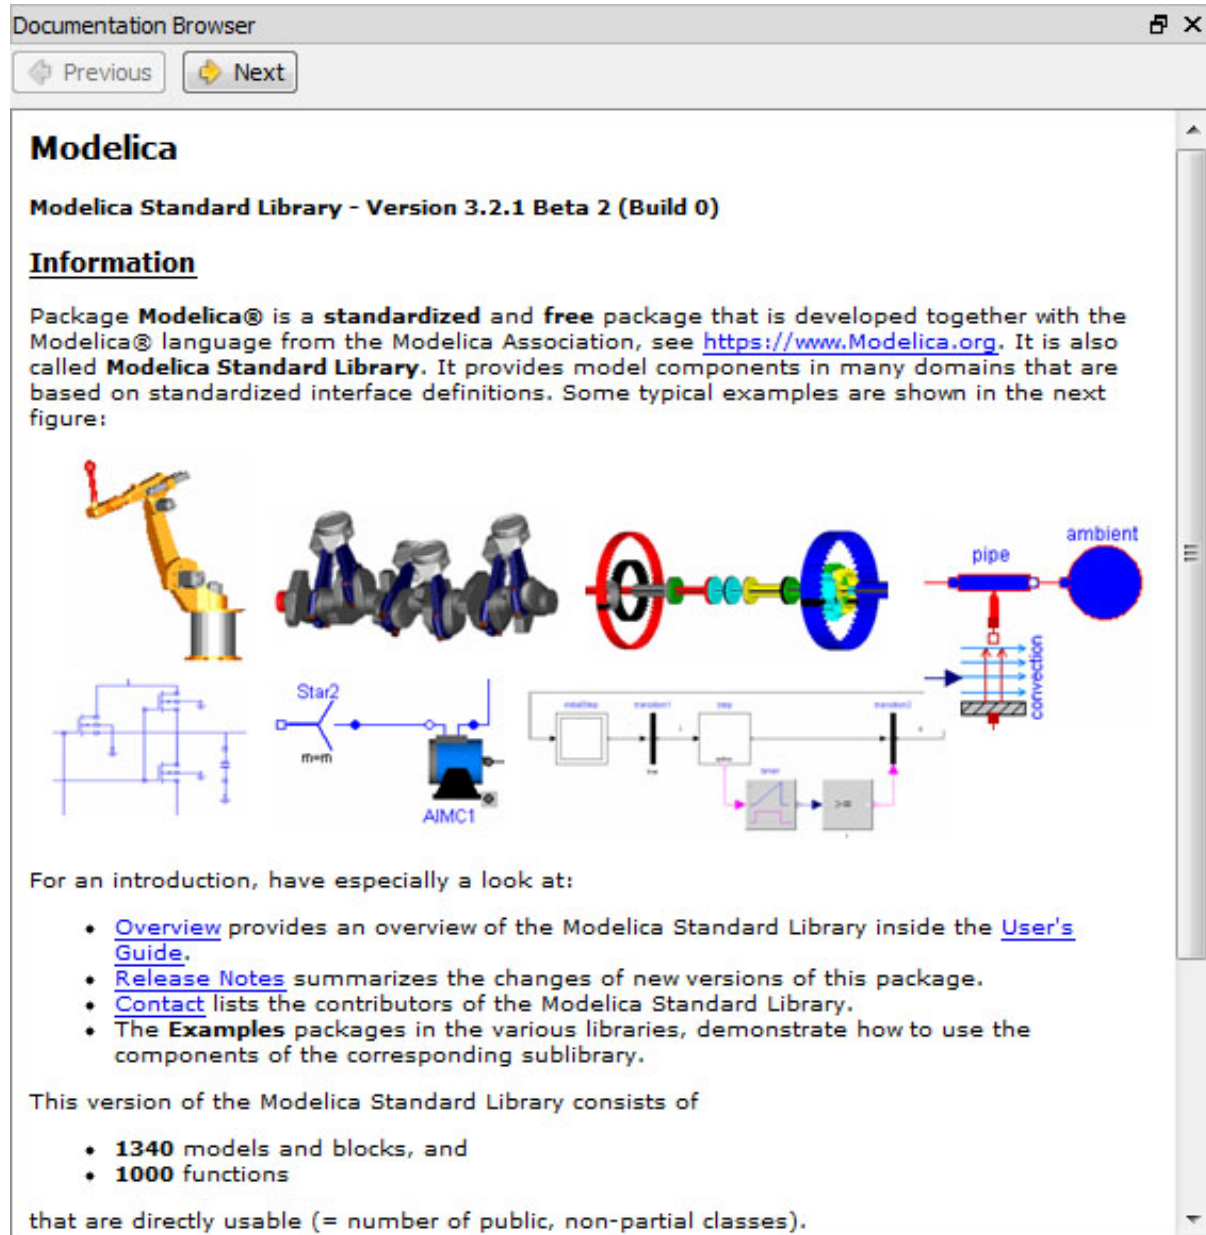 Documentation Browser
Previous
Next
Modelica
Modelica Standard Library - Version 3.2.1 Beta 2 (Build 0)
Information
Package Modelica® is a standardized and free package that is developed together with the
Modelica® language from the Modelica Association, see https://www.Modelica.org. It is also
called Modelica Standard Library. It provides model components in many domains that are
based on standardized interface definitions. Some typical examples are shown in the next
figure:
ambient
pipe
convection
Star2
m=m
AIMC1
initialStep
transition1
step
transition2
active
true
timer
>=
For an introduction, have especially a look at:
Overview provides an overview of the Modelica Standard Library inside the User's
Guide.
Release Notes summarizes the changes of new versions of this package.
Contact lists the contributors of the Modelica Standard Library.
The Examples packages in the various libraries, demonstrate how to use the
components of the corresponding sublibrary.
This version of the Modelica Standard Library consists of
1340 models and blocks, and
1000 functions
that are directly usable (= number of public, non-partial classes).